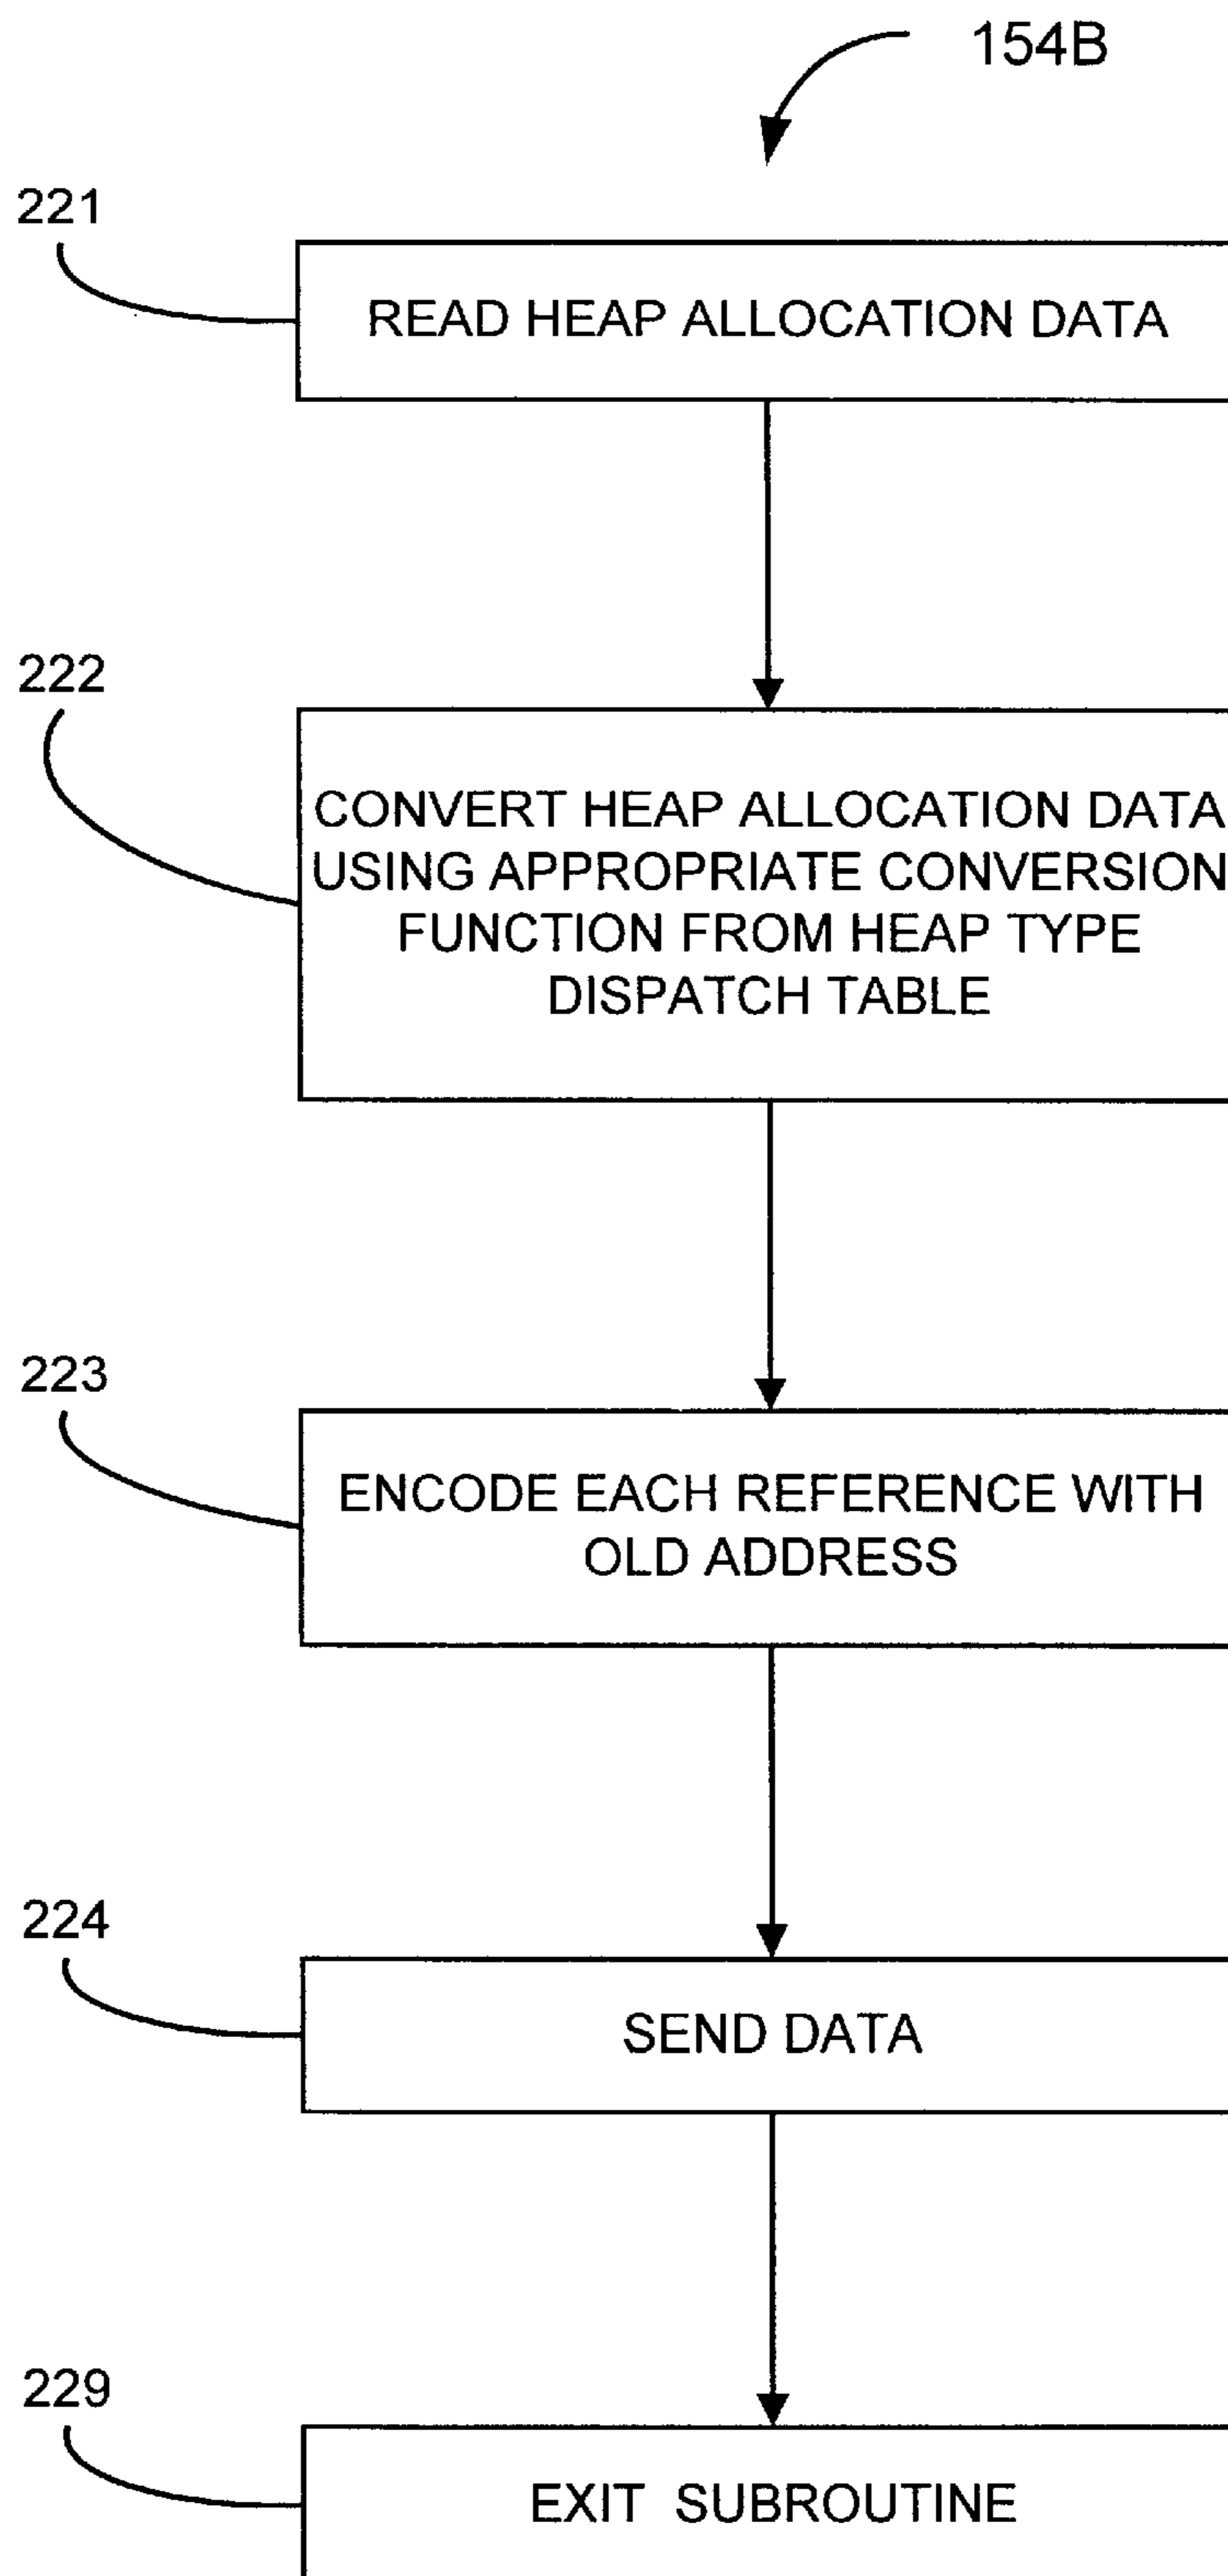 154B
221
READ HEAP ALLOCATION DATA
222
CONVERT HEAP ALLOCATION DATA
USING APPROPRIATE CONVERSION
FUNCTION FROM HEAP TYPE
DISPATCH TABLE
223
ENCODE EACH REFERENCE WITH
OLD ADDRESS
224
SEND DATA
229
EXIT SUBROUTINE